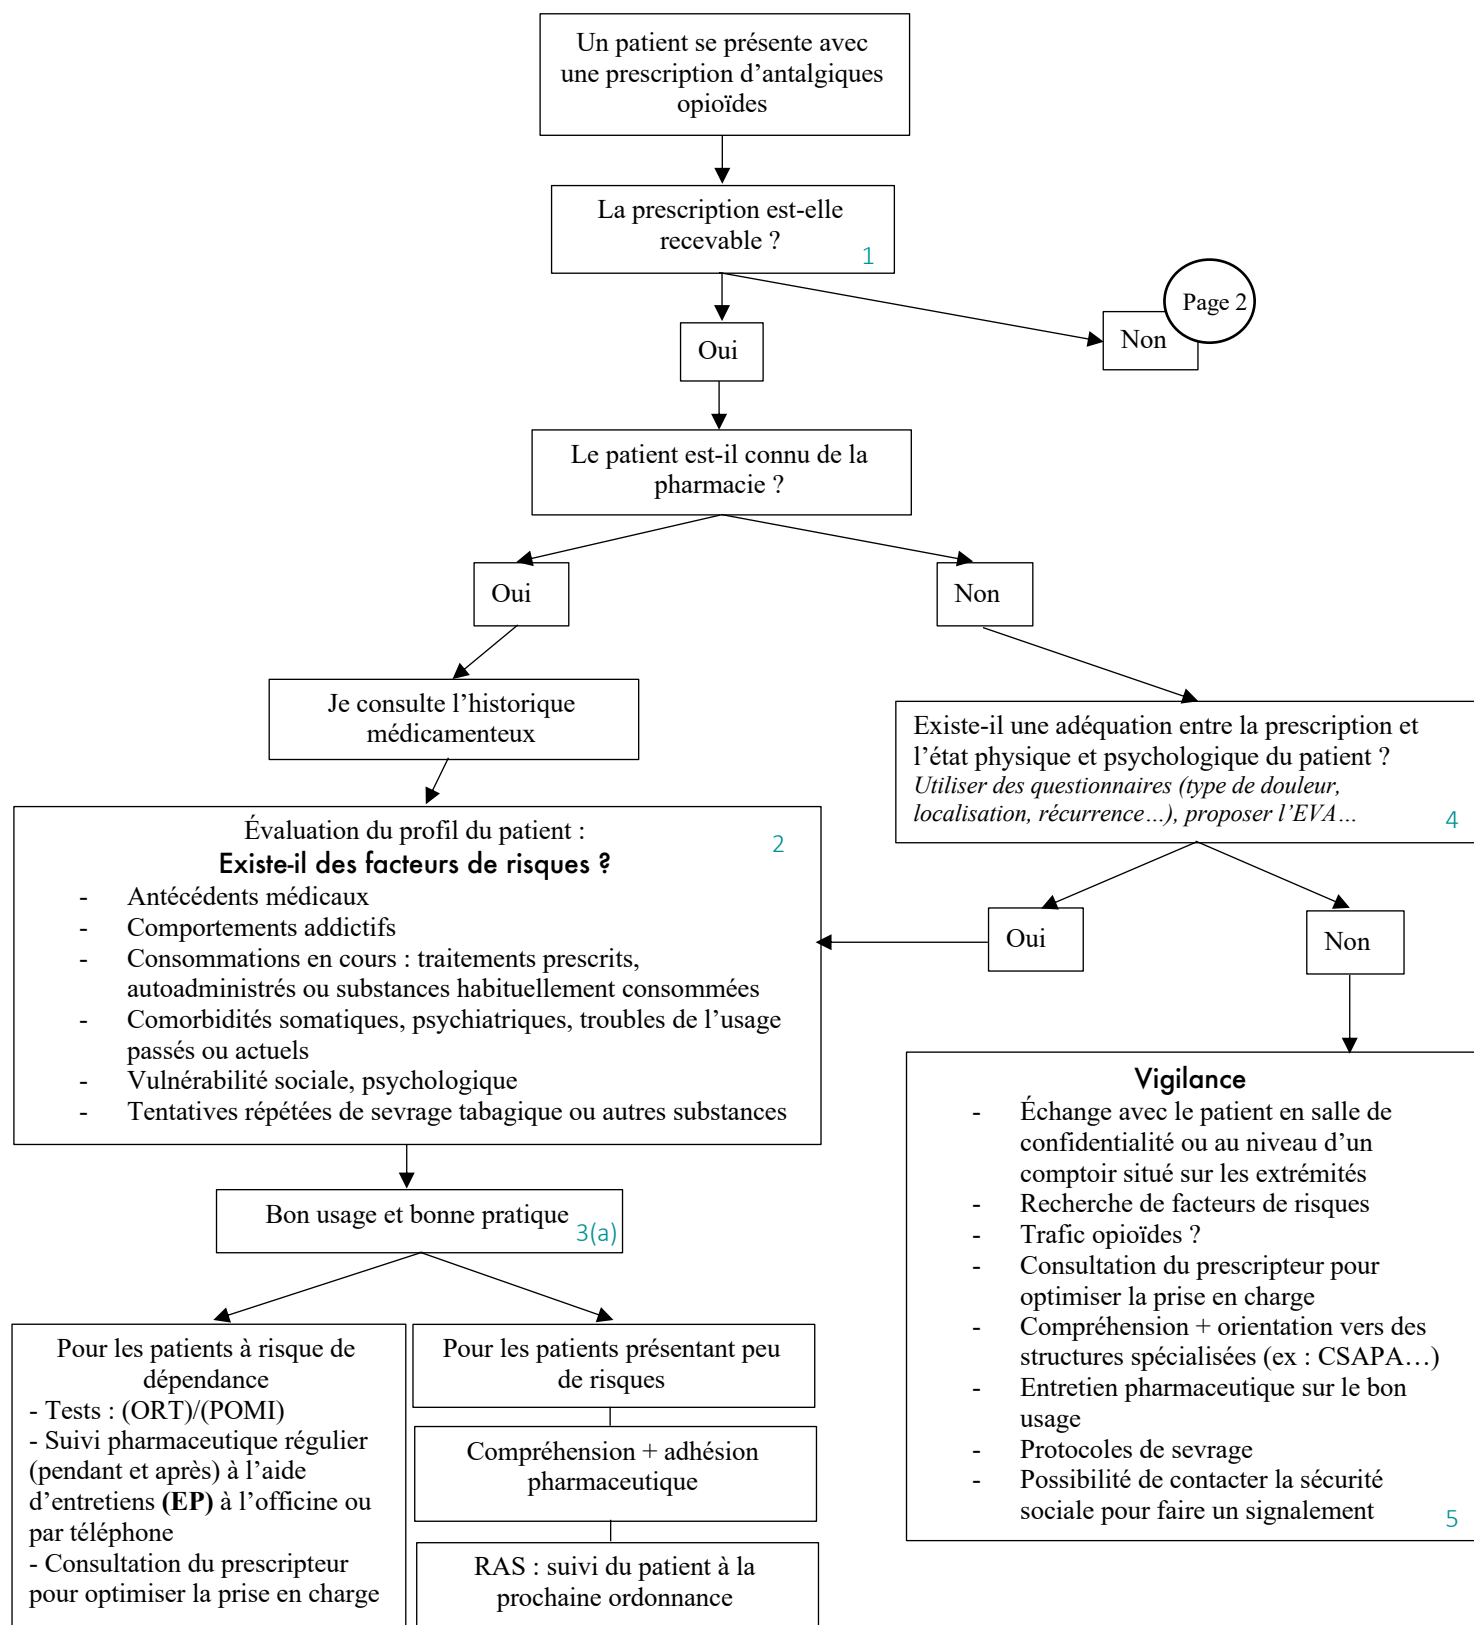 Un patient se présente avec
une prescription d’antalgiques
opioïdes
La prescription est-elle
recevable ?
1
Page 2
Oui
Non
Le patient est-il connu de la
pharmacie ?
Oui
Non
Je consulte l’historique
médicamenteux
Existe-il une adéquation entre la prescription et
l’état physique et psychologique du patient ?
Utiliser des questionnaires (type de douleur,
localisation, récurrence…), proposer l’EVA…
4
Évaluation du profil du patient :
2
Existe-il des facteurs de risques ?
- Antécédents médicaux
- Comportements addictifs
- Consommations en cours : traitements prescrits,
autoadministrés ou substances habituellement consommées
- Comorbidités somatiques, psychiatriques, troubles de l’usage
passés ou actuels
- Vulnérabilité sociale, psychologique
- Tentatives répétées de sevrage tabagique ou autres substances
Oui
Non
Vigilance
- Échange avec le patient en salle de
confidentialité ou au niveau d’un
comptoir situé sur les extrémités
- Recherche de facteurs de risques
- Trafic opioïdes ?
- Consultation du prescripteur pour
optimiser la prise en charge
- Compréhension + orientation vers des
structures spécialisées (ex : CSAPA…)
- Entretien pharmaceutique sur le bon
usage
- Protocoles de sevrage
- Possibilité de contacter la sécurité
sociale pour faire un signalement
5
Bon usage et bonne pratique
3(a)
Pour les patients à risque de
dépendance
- Tests : (ORT)/(POMI)
- Suivi pharmaceutique régulier
(pendant et après) à l’aide
d’entretiens (EP) à l’officine ou
par téléphone
- Consultation du prescripteur
pour optimiser la prise en charge
Pour les patients présentant peu
de risques
Compréhension + adhésion
pharmaceutique
RAS : suivi du patient à la
prochaine ordonnance